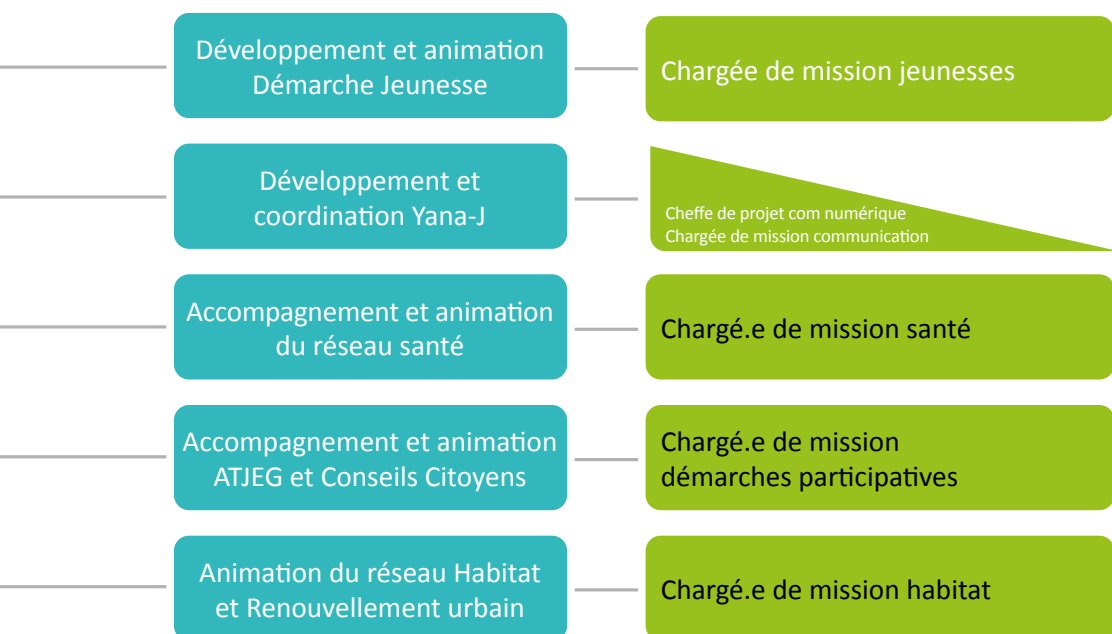 Développement et animation
Démarche Jeunesse
Chargée de mission jeunesses
Développement et
coordination Yana-J
Cheffe de projet com numérique
Chargée de mission communication
Accompagnement et animation
du réseau santé
Chargé.e de mission santé
Accompagnement et animation
ATJEG et Conseils Citoyens
Chargé.e de mission
démarches participatives
Animation du réseau Habitat
et Renouvellement urbain
Chargé.e de mission habitat